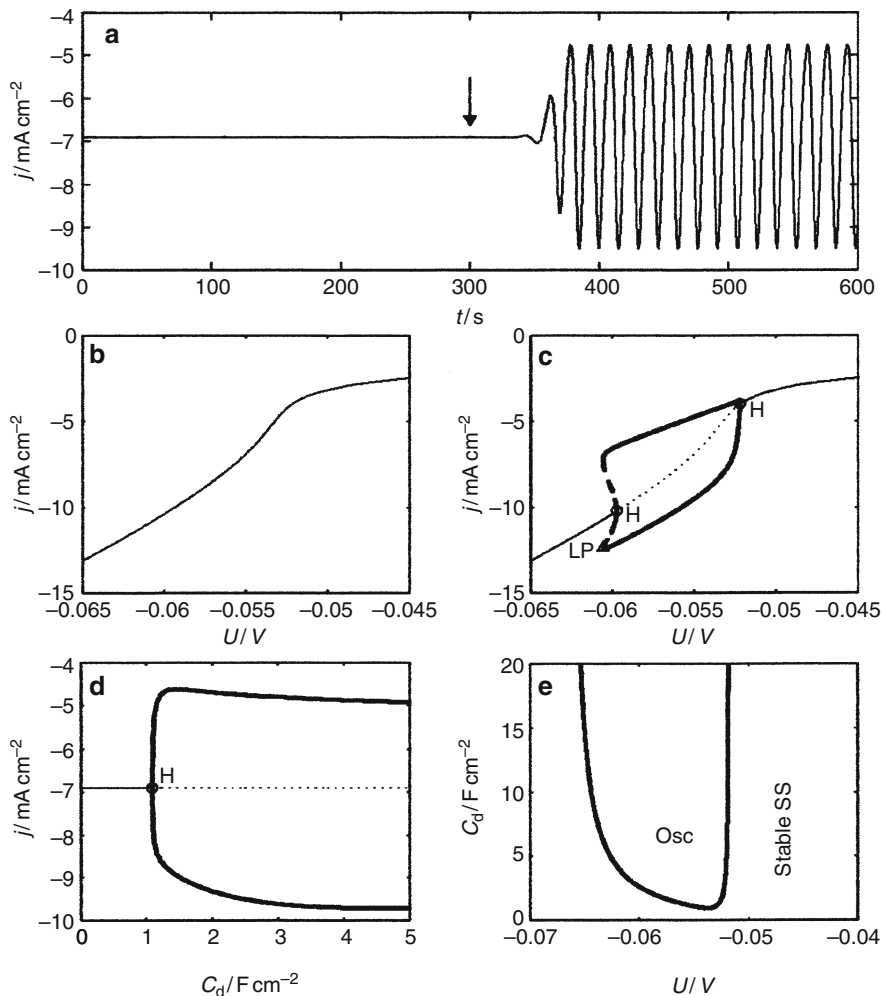 a
−4
−5
−6
−7
−8
−9
−10
j/mA cm−2
0 100 200 300 400 500 600
t/s
b
0
−5
−10
−15
j/mA cm−2
−0.065 −0.06 −0.055 −0.05 −0.045
U/V
c
0
−5
−10
−15
j/mA cm−2
H
H
LP
−0.065 −0.06 −0.055 −0.05 −0.045
U/V
d
−4
−5
−6
−7
−8
−9
−10
j/mA cm−2
H
0 1 2 3 4 5
Cd/F cm−2
e
20
15
10
5
0
Cd/F cm−2
Osc
Stable SS
−0.07 −0.06 −0.05 −0.04
U/V